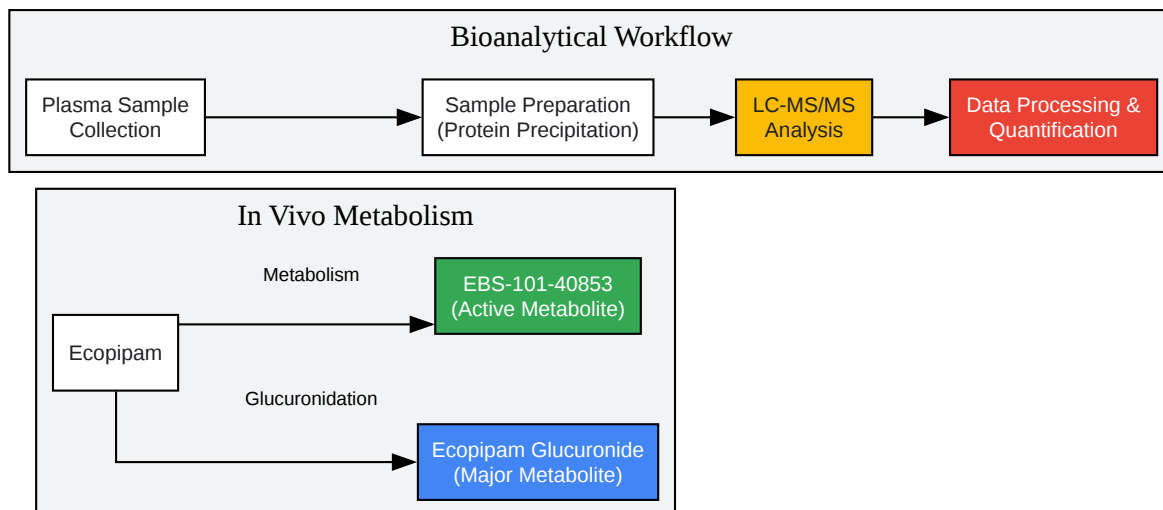 Bioanalytical Workflow
Plasma Sample
Collection
Sample Preparation
(Protein Precipitation)
LC-MS/MS
Analysis
Data Processing &
Quantification
In Vivo Metabolism
Metabolism
EBS-101-40853
(Active Metabolite)
Ecopipam
Glucuronidation
Ecopipam Glucuronide
(Major Metabolite)